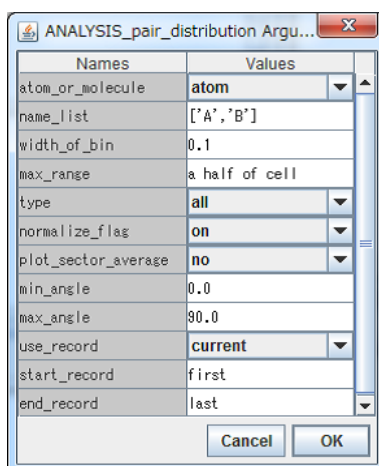 ANALYSIS_pair_distribution Argu...
Names Values
atom_or_molecule atom
name_list ['A','B']
width_of_bin 0.1
max_range a half of cell
type all
normalize_flag on
plot_sector_average no
min_angle 0.0
max_angle 90.0
use_record current
start_record first
end_record last
Cancel OK